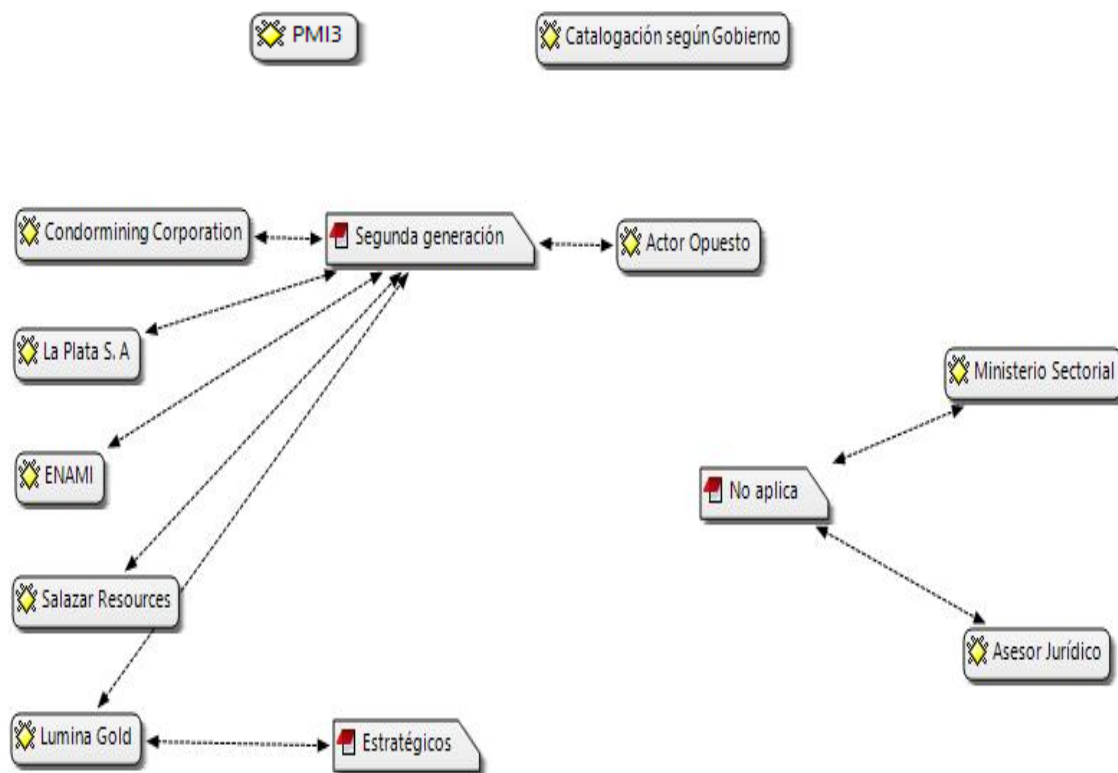 PMI3
Catalogación según Gobierno
Condormining Corporation
Segunda generación
Actor Opuesto
La Plata S. A
Ministerio Sectorial
ENAMI
No aplica
Salazar Resources
Asesor Jurídico
Lumina Gold
Estratégicos